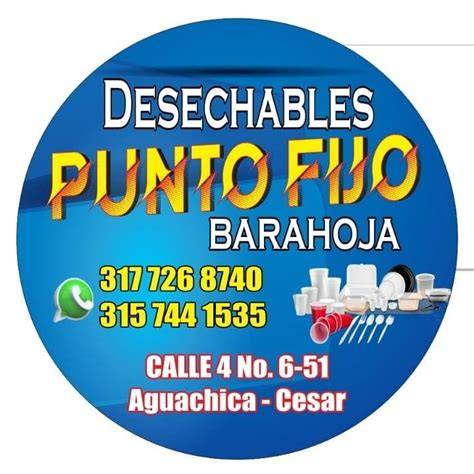 DESECHABLES
PUNTO FIJO
BARAHOJA
317 726 8740
315 744 1535
CALLE 4 No. 6-51
Aguachica - Cesar